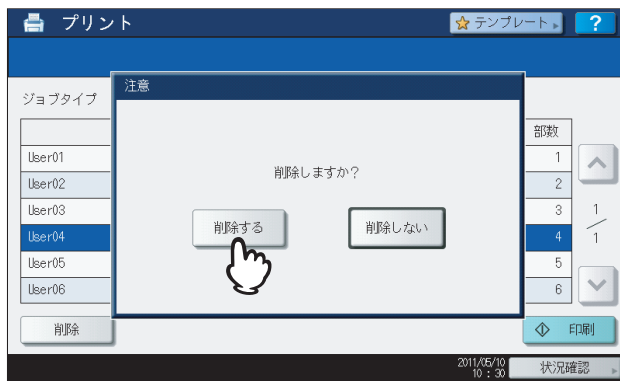 プリント
テンプレート
?
ジョブタイプ
注意
部数
削除しますか?
削除する
削除しない
User01 1
User02 2
User03 3
User04 4
User05 5
User06 6
1
1
削除
印刷
2011/05/10
10 : 30
状況確認